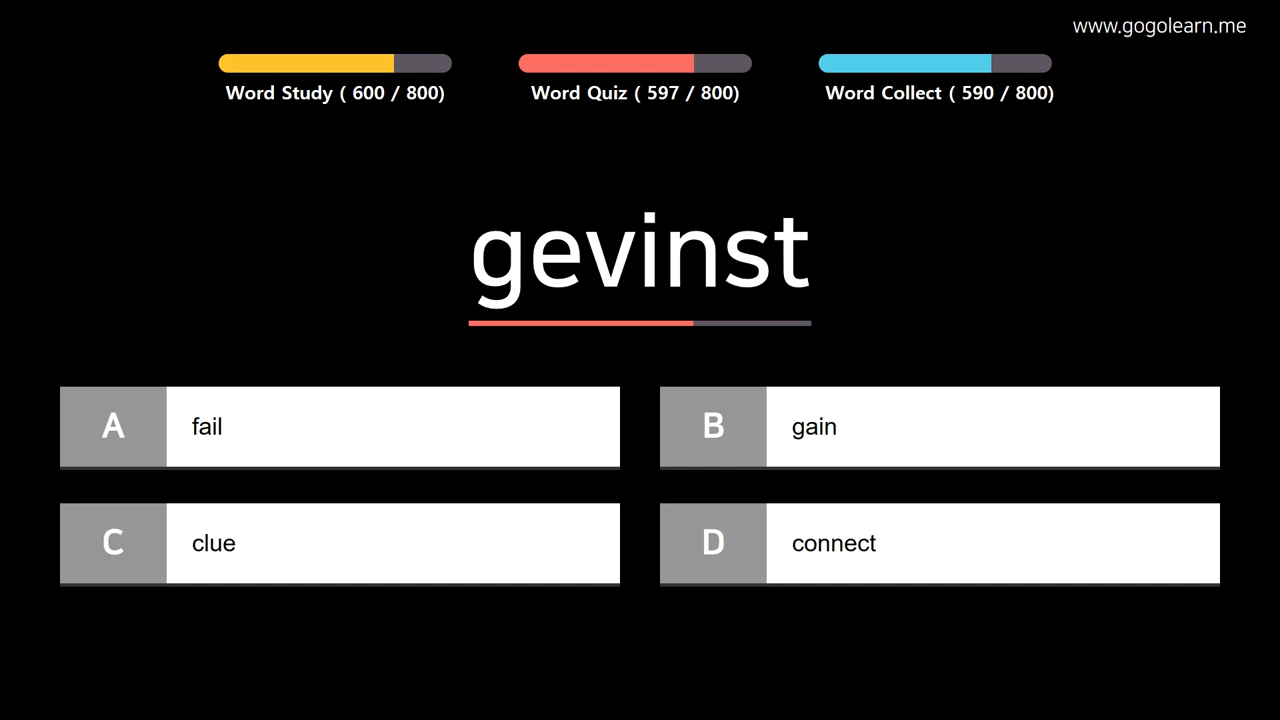 www.gogolearn.me
Word Study ( 600 / 800)
Word Quiz ( 597 / 800)
Word Collect ( 590 / 800)
gevinst
A fail
B gain
C clue
D connect